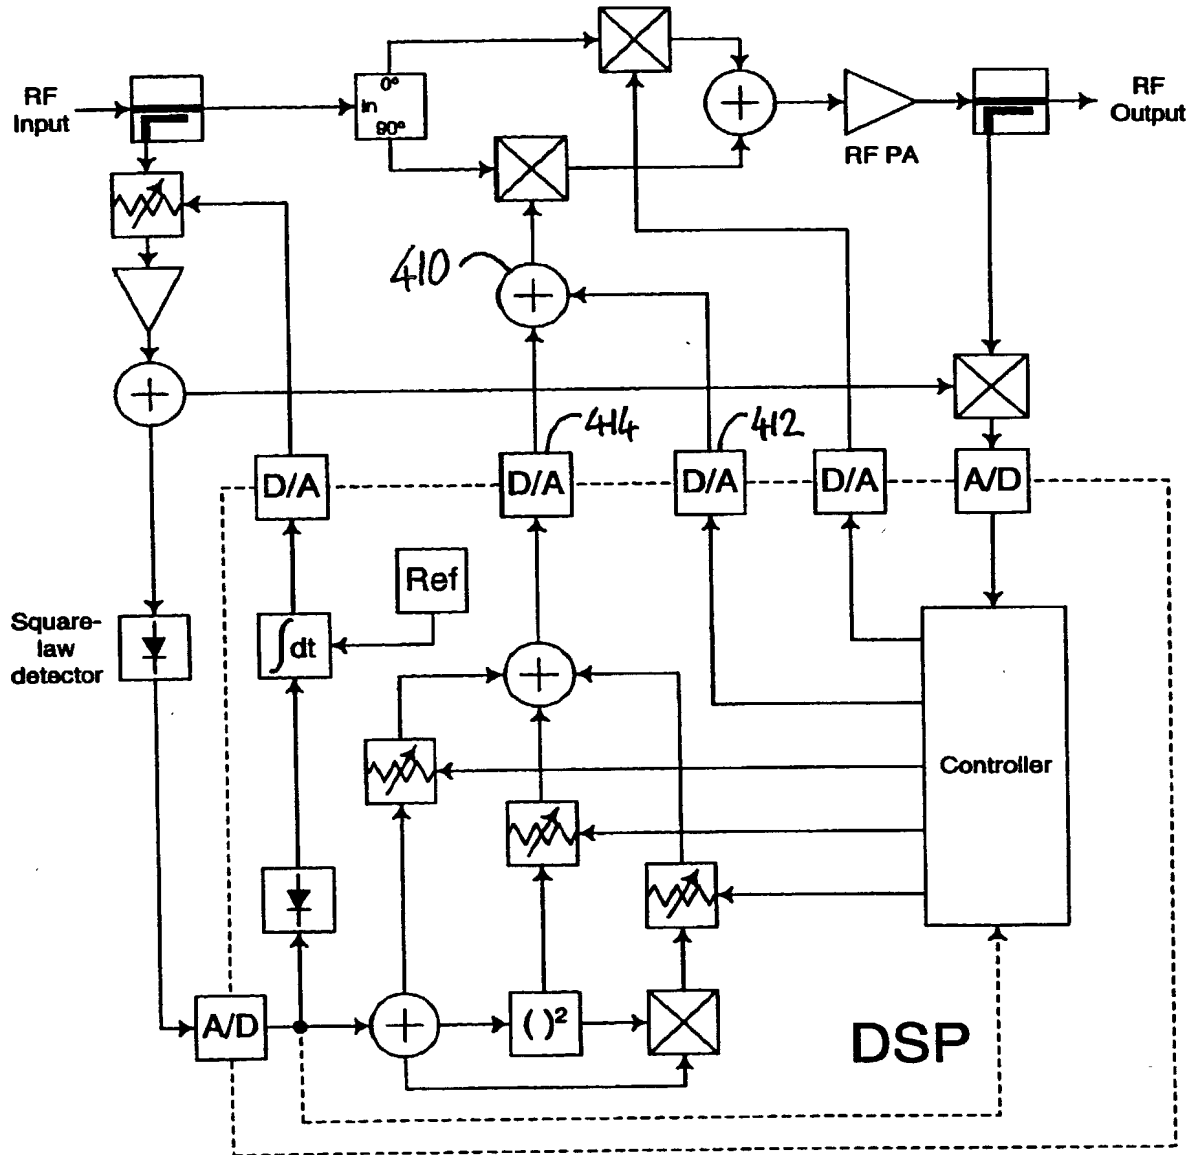 RF
Input
0°
in
90°
RF PA
RF
Output
410
414
412
D/A
D/A
D/A
D/A
A/D
Ref
Square-
law
detector
∫dt
Controller
A/D
( )²
DSP